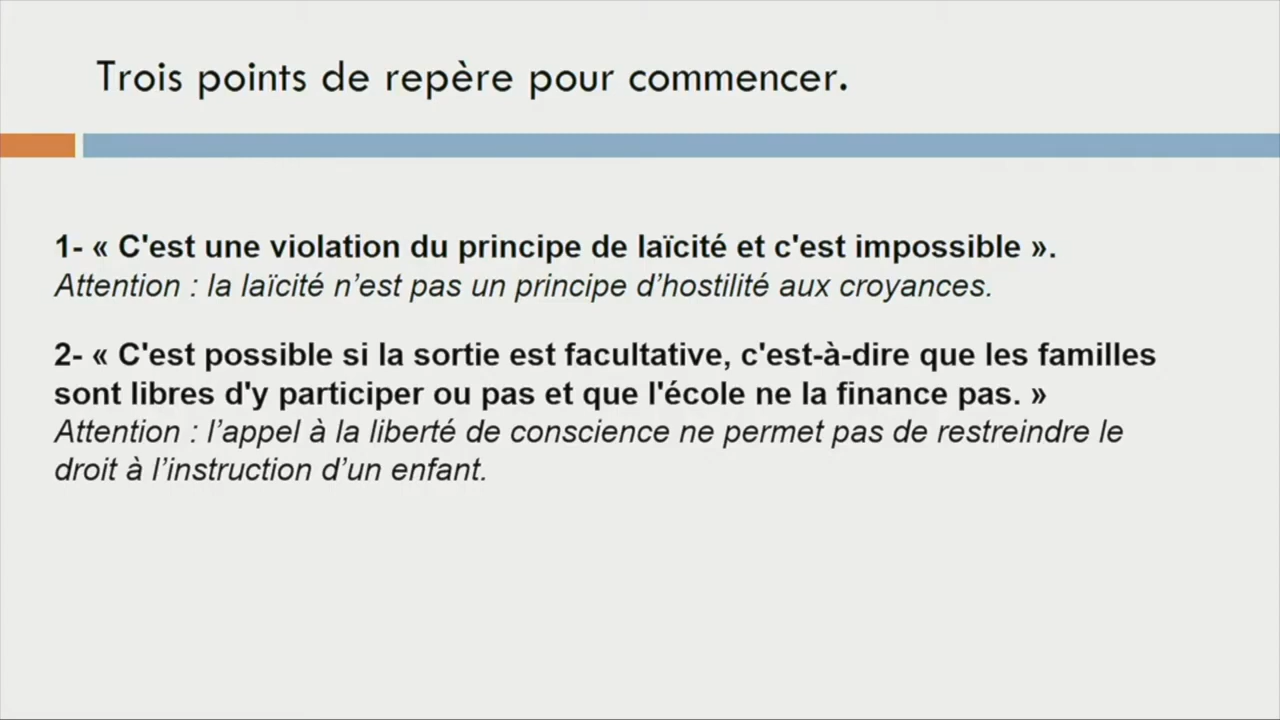 Trois points de repère pour commencer.
1- « C'est une violation du principe de laïcité et c'est impossible ».
Attention : la laïcité n’est pas un principe d’hostilité aux croyances.
2- « C'est possible si la sortie est facultative, c'est-à-dire que les familles
sont libres d'y participer ou pas et que l'école ne la finance pas. »
Attention : l’appel à la liberté de conscience ne permet pas de restreindre le
droit à l’instruction d’un enfant.